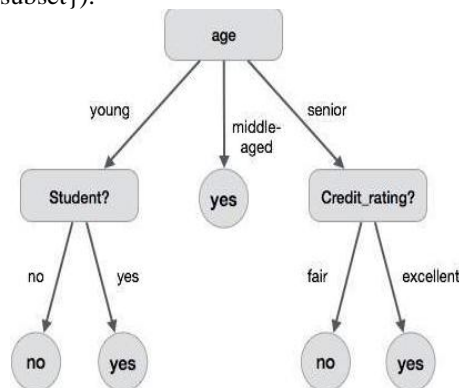 subset}).
age
young
middle-
aged
senior
Student?
yes
Credit_rating?
no
yes
fair
excellent
no
yes
no
yes